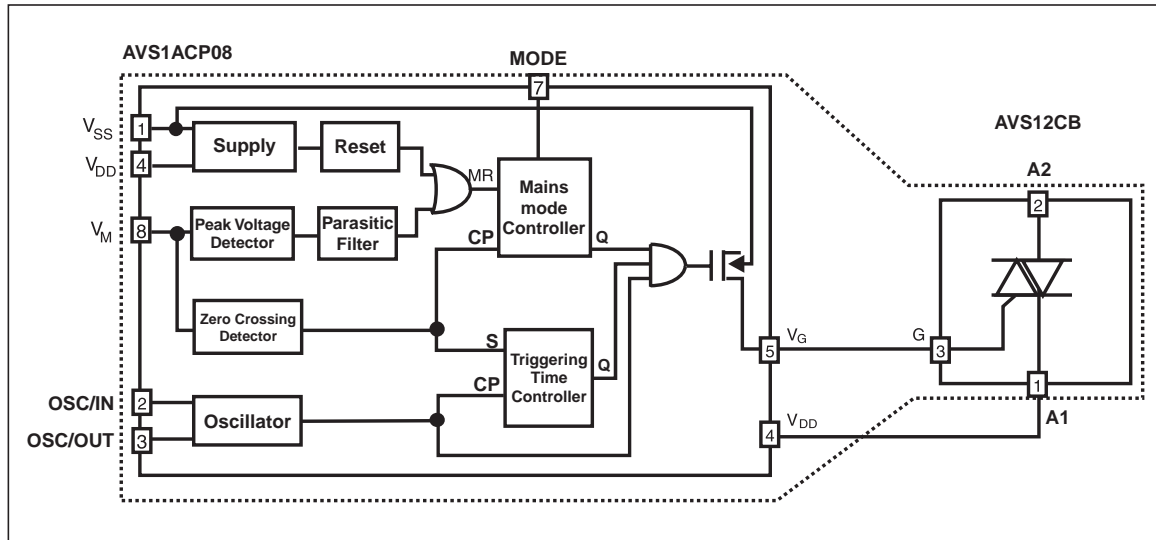 AVS1ACP08
MODE
7
VSS
1
Supply
Reset
VDD
4
MR
Mains
mode
Controller
VM
8
Peak Voltage
Detector
Parasitic
Filter
CP
Q
Zero Crossing
Detector
S
Triggering
Time
Controller
Q
CP
OSC/IN
2
Oscillator
OSC/OUT
3
5
VG
4
VDD
AVS12CB
A2
2
G
3
1
A1